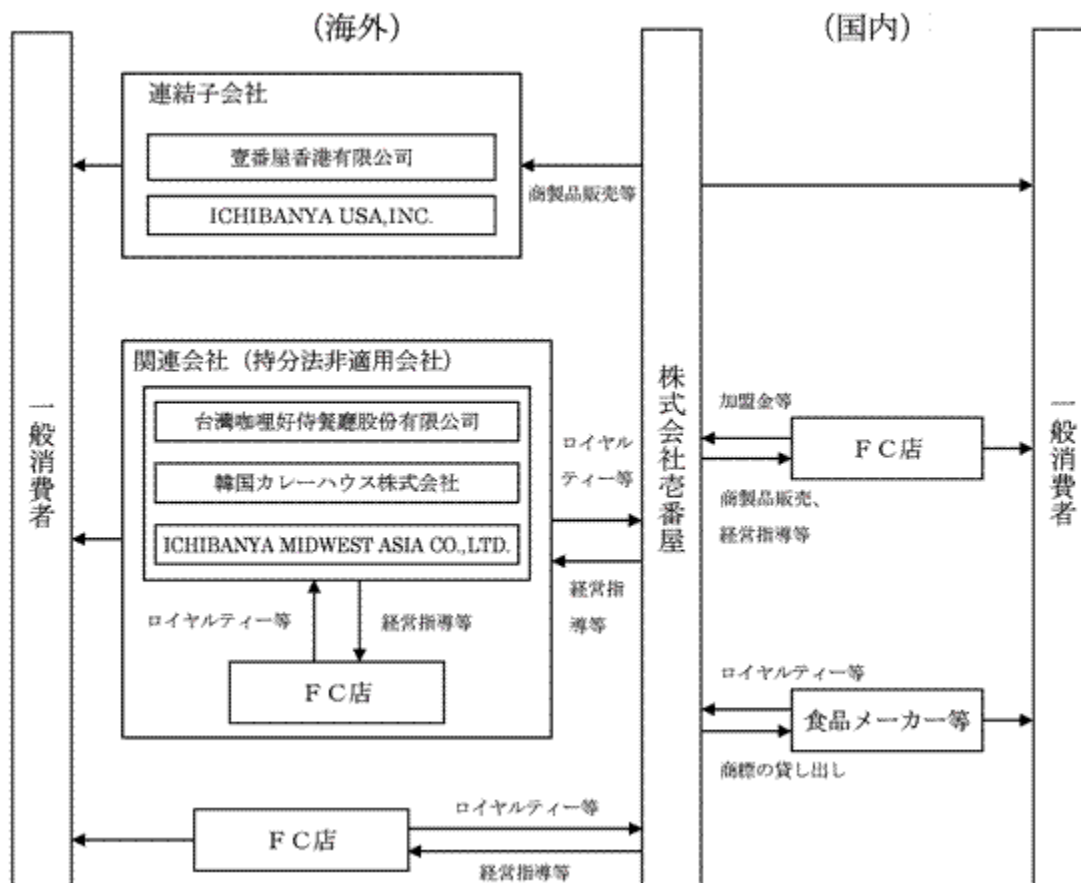 (海外)
(国内)
一般消費者
連結子会社
壹番屋香港有限公司
ICHIBANYA USA,INC.
商製品販売等
関連会社（持分法非適用会社）
台灣咖哩好侍餐廳股份有限公司
韓国カレーハウス株式会社
ICHIBANYA MIDWEST ASIA CO.,LTD.
ロイヤルティー等
経営指導等
ＦＣ店
ロイヤル
ティー等
経営指
導等
ＦＣ店
ロイヤルティー等
経営指導等
株式会社壱番屋
加盟金等
ＦＣ店
商製品販売、
経営指導等
ロイヤルティー等
食品メーカー等
商標の貸し出し
一般消費者